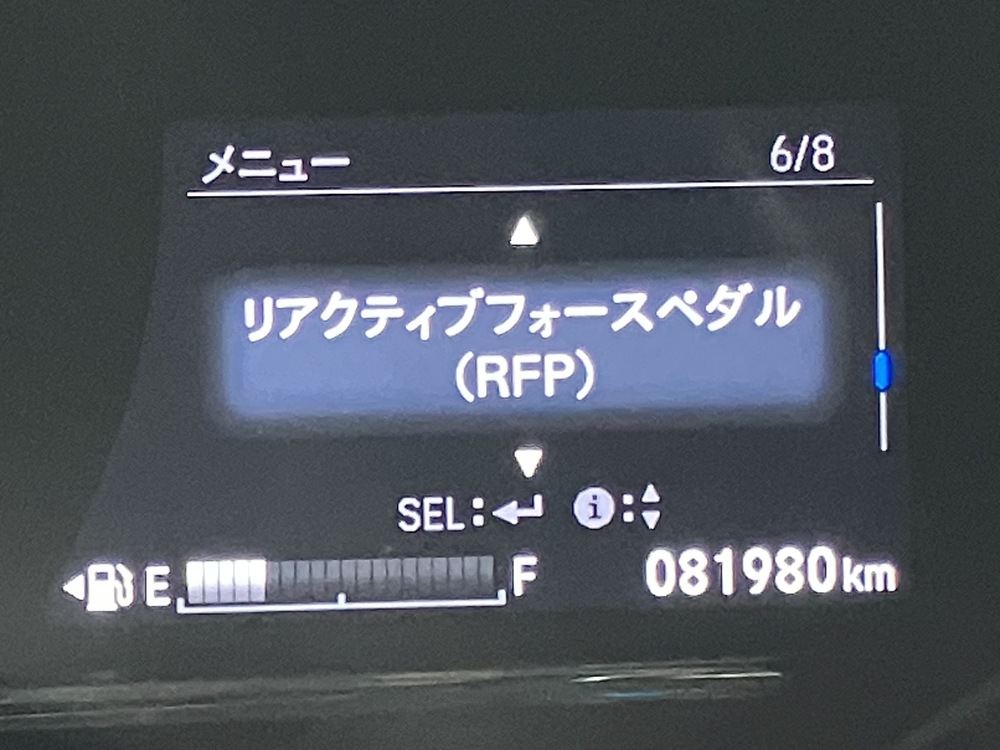 メニュー 6/8
リアクティブフォースペダル
(RFP)
SEL: i:
E F 081980km